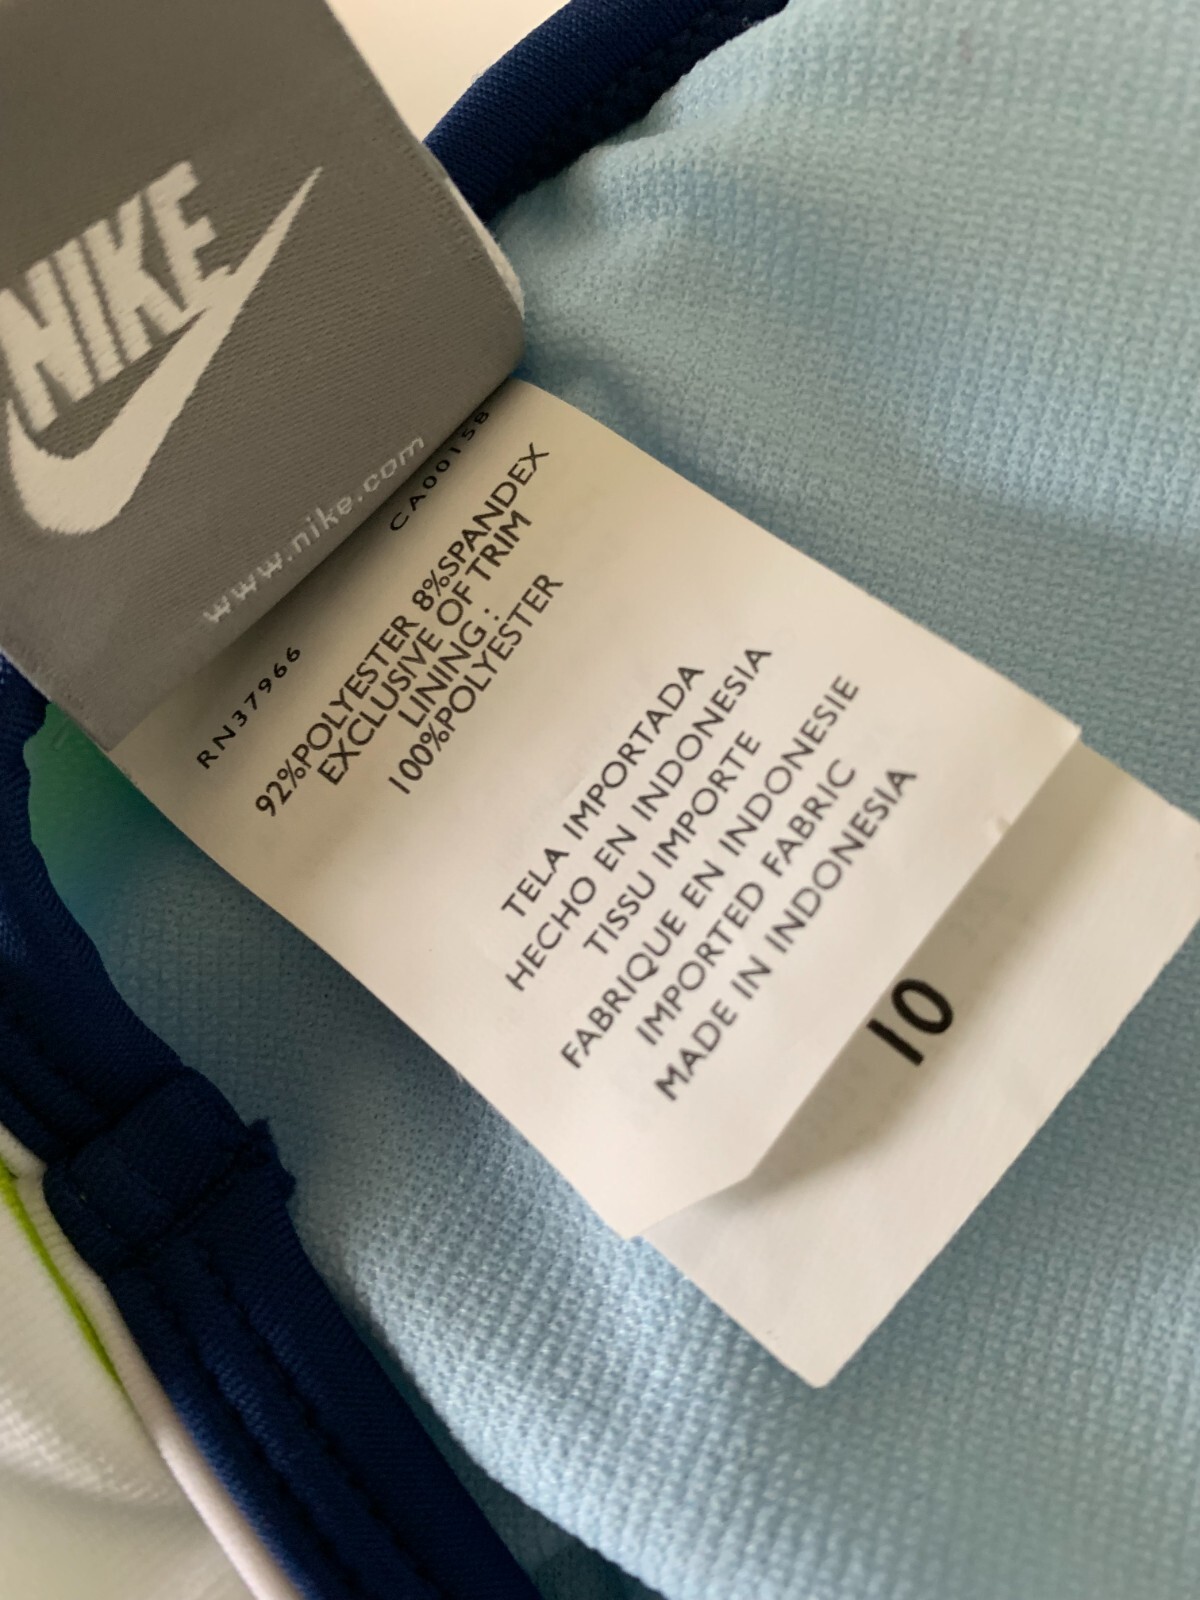 NIKE
www.nike.com
RN37966
CA00158
92%POLYESTER 8%SPANDEX
EXCLUSIVE OF TRIM
LINING :
100%POLYESTER
TELA IMPORTADA
HECHO EN INDONESIA
TISSU IMPORTE
FABRIQUE EN INDONESIE
IMPORTED FABRIC
MADE IN INDONESIA
10